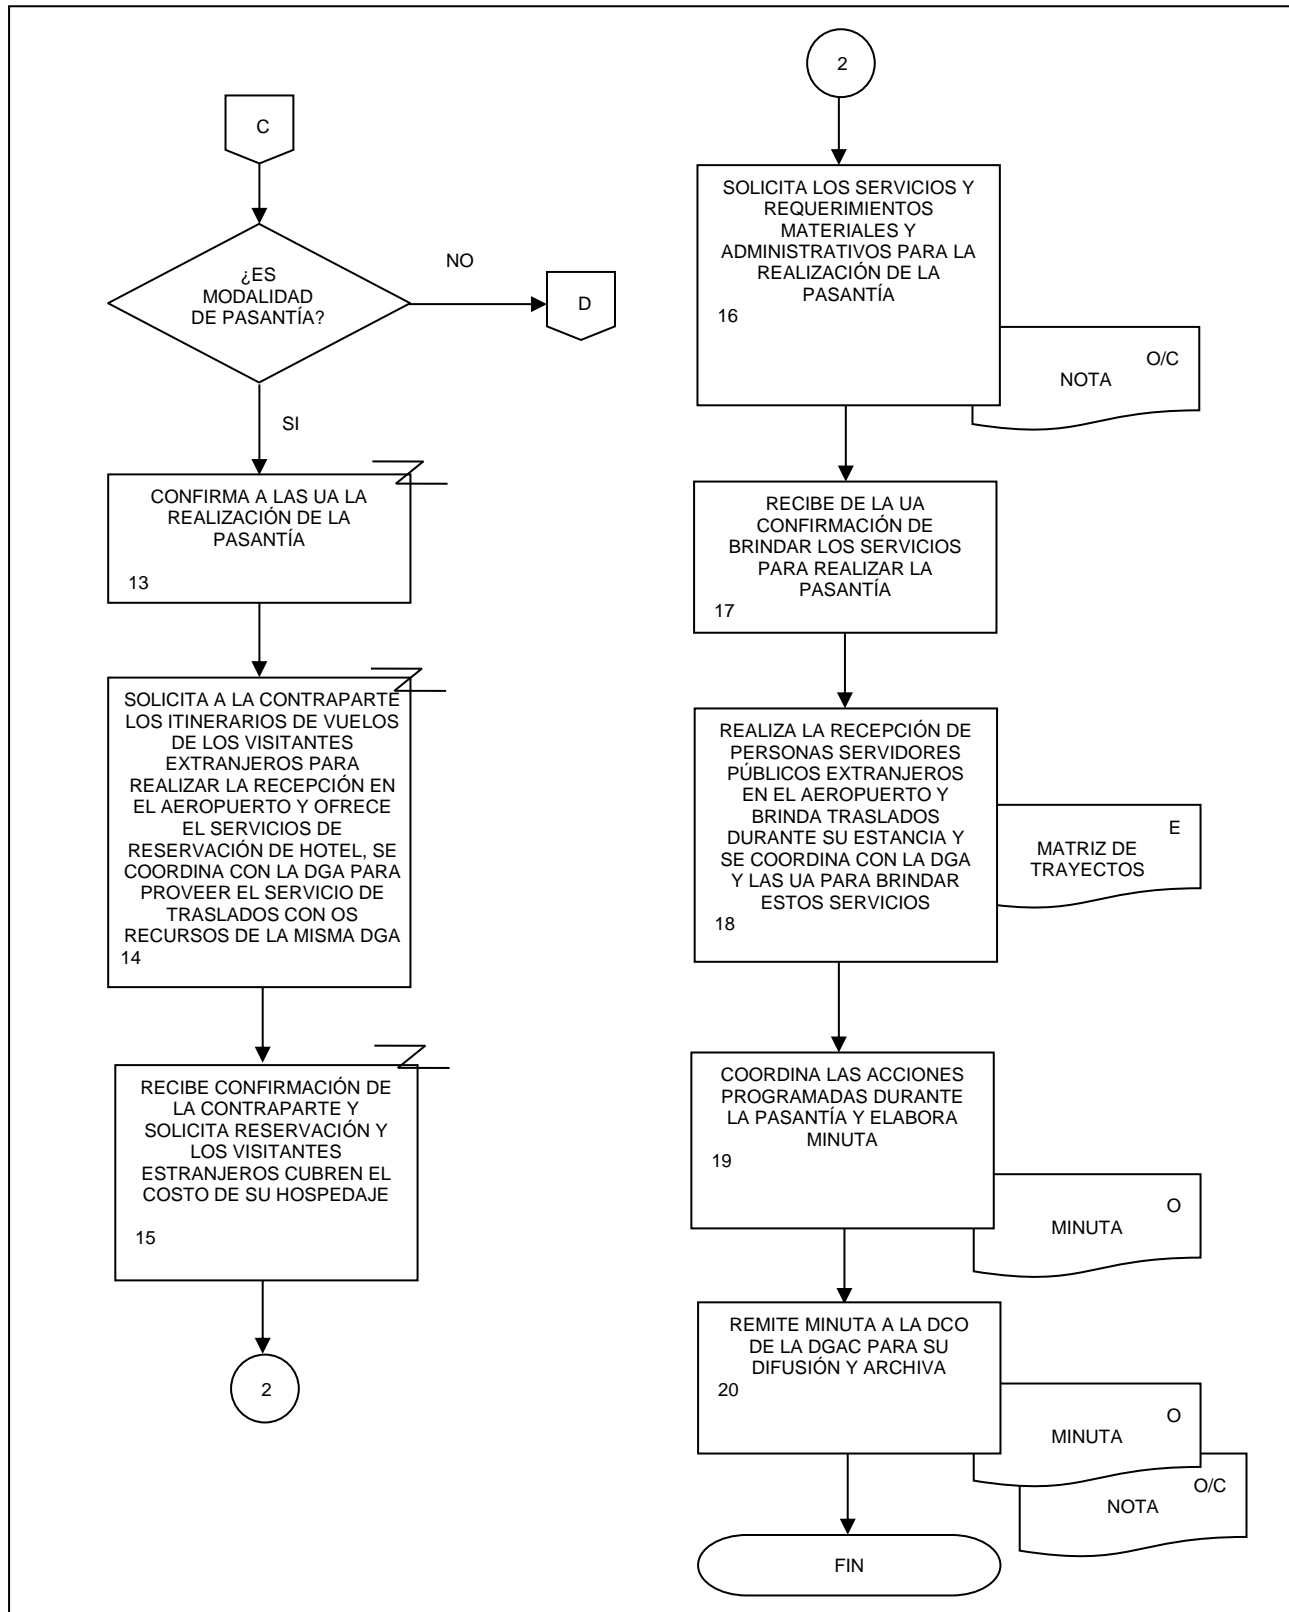 C
¿ES
MODALIDAD
DE PASANTÍA?
NO
D
SI
CONFIRMA A LAS UA LA
REALIZACIÓN DE LA
PASANTÍA
13
SOLICITA A LA CONTRAPARTE
LOS ITINERARIOS DE VUELOS
DE LOS VISITANTES
EXTRANJEROS PARA
REALIZAR LA RECEPCIÓN EN
EL AEROPUERTO Y OFRECE
EL SERVICIOS DE
RESERVACIÓN DE HOTEL, SE
COORDINA CON LA DGA PARA
PROVEER EL SERVICIO DE
TRASLADOS CON OS
RECURSOS DE LA MISMA DGA
14
RECIBE CONFIRMACIÓN DE
LA CONTRAPARTE Y
SOLICITA RESERVACIÓN Y
LOS VISITANTES
ESTRANJEROS CUBREN EL
COSTO DE SU HOSPEDAJE
15
2
2
SOLICITA LOS SERVICIOS Y
REQUERIMIENTOS
MATERIALES Y
ADMINISTRATIVOS PARA LA
REALIZACIÓN DE LA
PASANTÍA
16
O/C
NOTA
RECIBE DE LA UA
CONFIRMACIÓN DE
BRINDAR LOS SERVICIOS
PARA REALIZAR LA
PASANTÍA
17
REALIZA LA RECEPCIÓN DE
PERSONAS SERVIDORES
PÚBLICOS EXTRANJEROS
EN EL AEROPUERTO Y
BRINDA TRASLADOS
DURANTE SU ESTANCIA Y
SE COORDINA CON LA DGA
Y LAS UA PARA BRINDAR
ESTOS SERVICIOS
18
E
MATRIZ DE
TRAYECTOS
COORDINA LAS ACCIONES
PROGRAMADAS DURANTE
LA PASANTÍA Y ELABORA
MINUTA
19
O
MINUTA
REMITE MINUTA A LA DCO
DE LA DGAC PARA SU
DIFUSIÓN Y ARCHIVA
20
O
MINUTA
O/C
NOTA
FIN